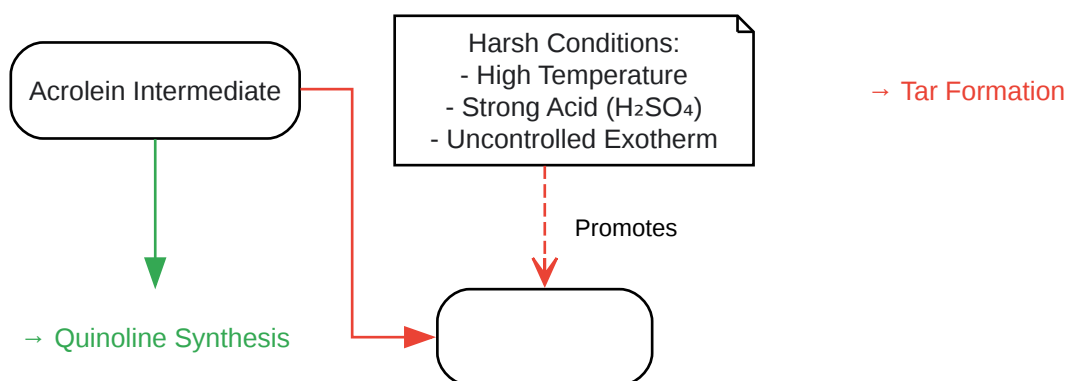 Acrolein Intermediate
Harsh Conditions:
- High Temperature
- Strong Acid (H₂SO₄)
- Uncontrolled Exotherm
→ Tar Formation
Promotes
→ Quinoline Synthesis